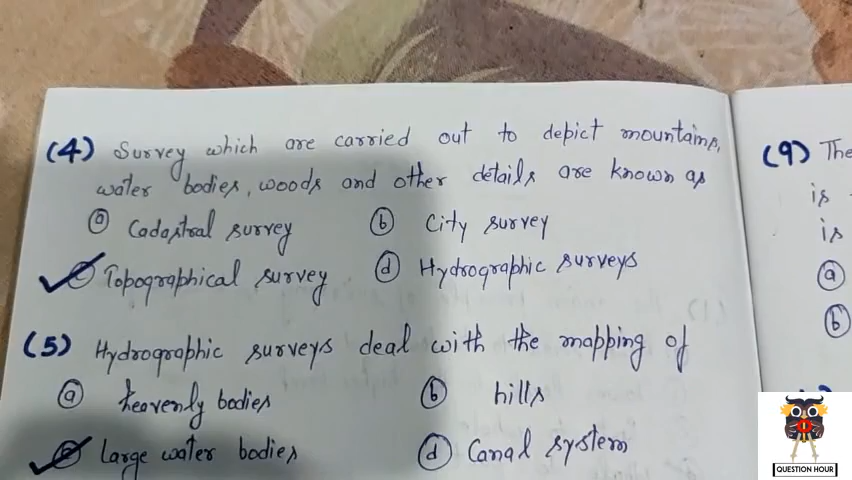 (4) Survey which are carried out to depict mountains,
water bodies, woods and other details are known as
(a) Cadastral survey (b) City survey
(c) Topographical survey (d) Hydrographic surveys
(5) Hydrographic surveys deal with the mapping of
(a) heavenly bodies (b) hills
(c) Large water bodies (d) Canal system
(9) The
is
is
(a)
(b)
QUESTION HOUR